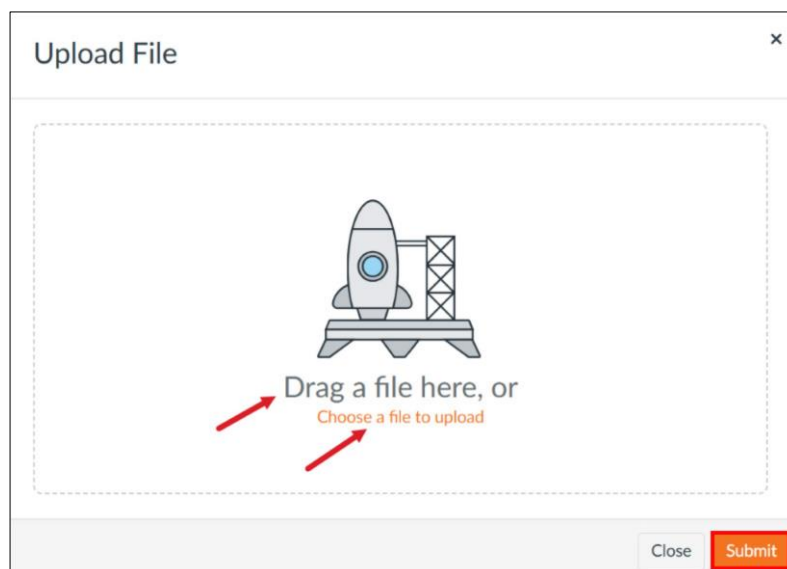 Upload File
×
Drag a file here, or
Choose a file to upload
Close
Submit